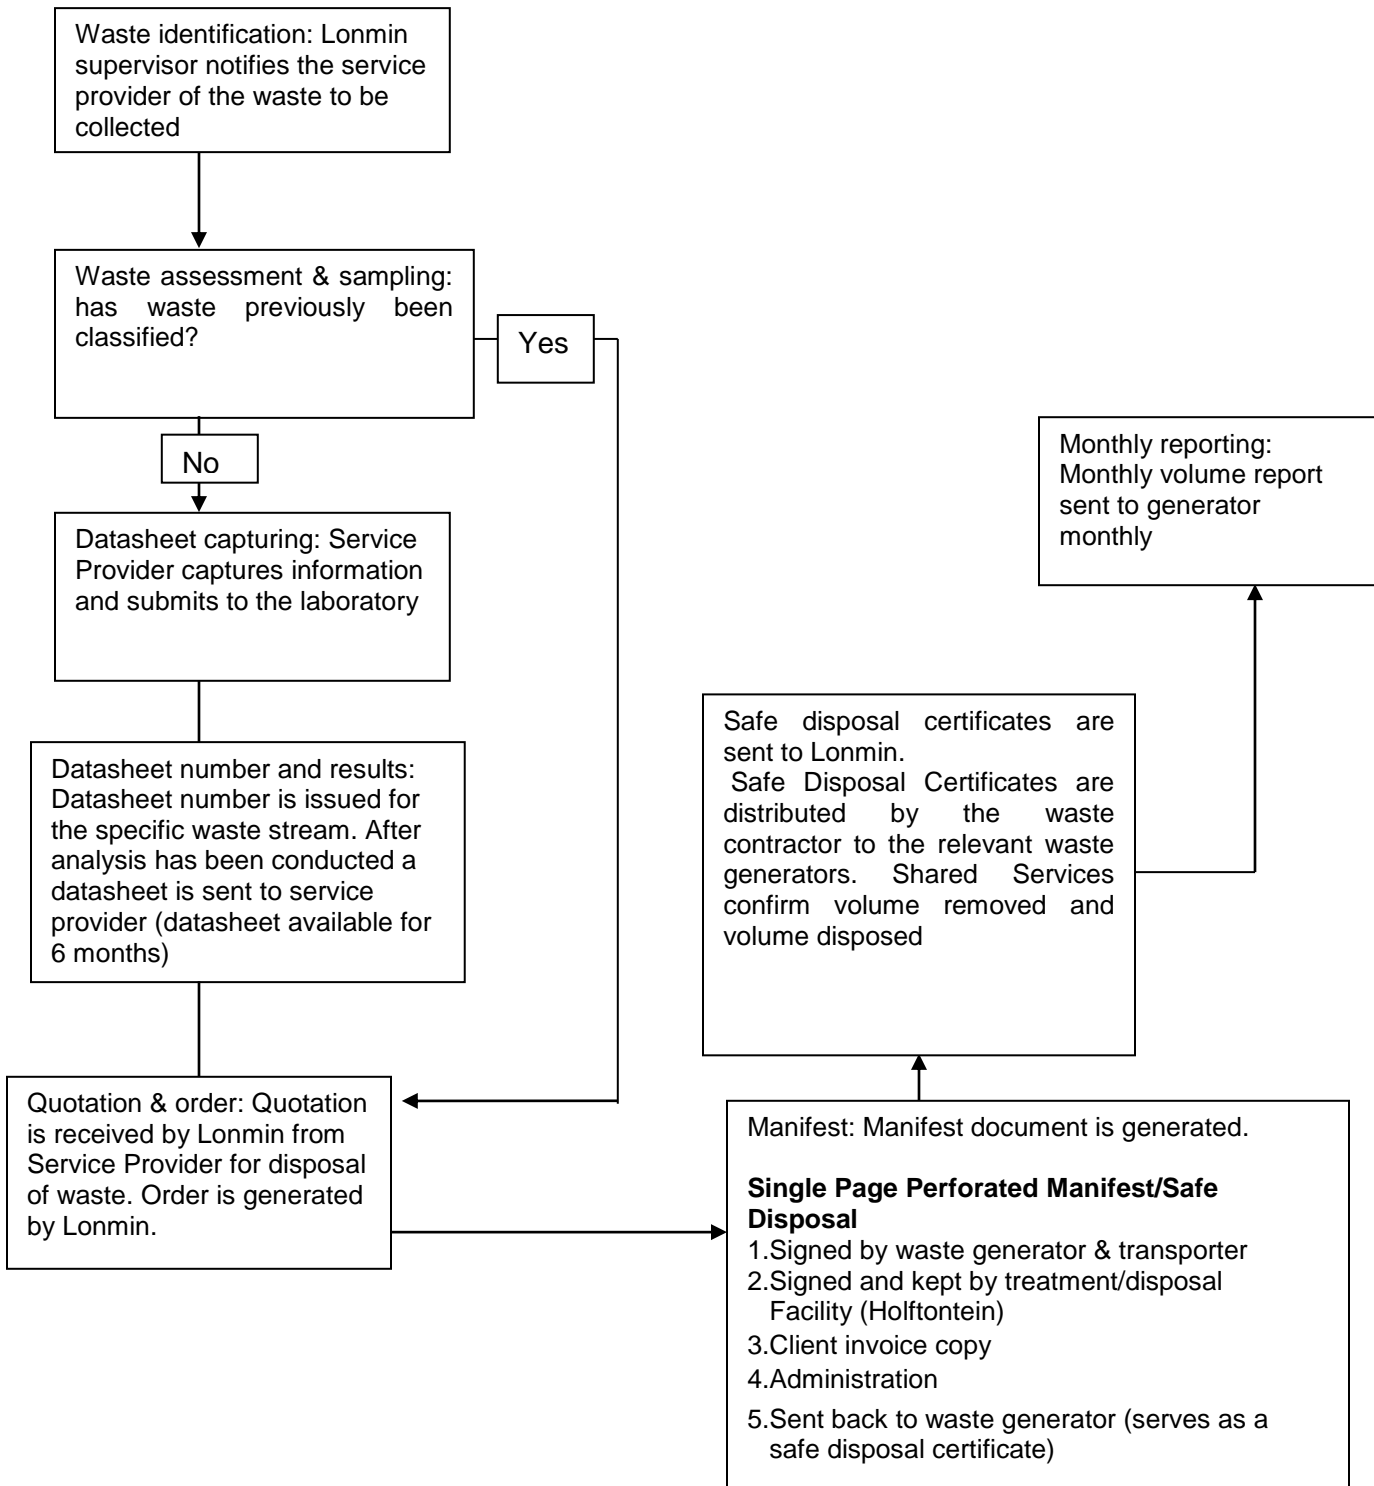 Waste identification: Lonmin
supervisor notifies the service
provider of the waste to be
collected
Waste assessment & sampling:
has waste previously been
classified?
Yes
No
Datasheet capturing: Service
Provider captures information
and submits to the laboratory
Datasheet number and results:
Datasheet number is issued for
the specific waste stream. After
analysis has been conducted a
datasheet is sent to service
provider (datasheet available for
6 months)
Quotation & order: Quotation
is received by Lonmin from
Service Provider for disposal
of waste. Order is generated
by Lonmin.
Manifest: Manifest document is generated.
Single Page Perforated Manifest/Safe
Disposal
1.Signed by waste generator & transporter
2.Signed and kept by treatment/disposal
Facility (Holftontein)
3.Client invoice copy
4.Administration
5.Sent back to waste generator (serves as a
safe disposal certificate)
Safe disposal certificates are
sent to Lonmin.
Safe Disposal Certificates are
distributed by the waste
contractor to the relevant waste
generators. Shared Services
confirm volume removed and
volume disposed
Monthly reporting:
Monthly volume report
sent to generator
monthly